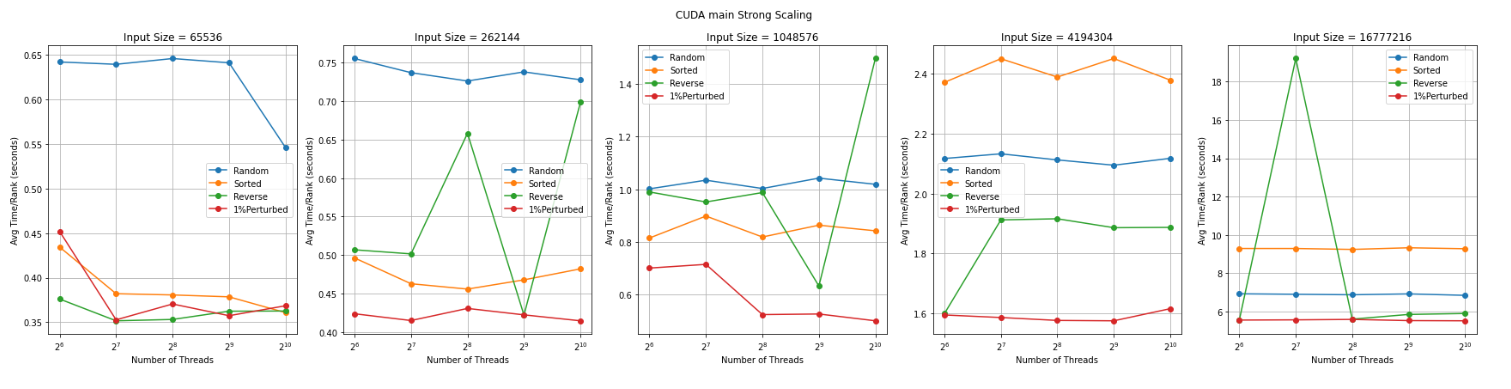 CUDA main Strong Scaling
Input Size = 65536
Avg Time/Rank (seconds)
0.65
0.60
0.55
0.50
0.45
0.40
0.35
Random
Sorted
Reverse
1%Perturbed
2^6 2^7 2^8 2^9 2^10
Number of Threads
Input Size = 262144
Avg Time/Rank (seconds)
0.75
0.70
0.65
0.60
0.55
0.50
0.45
0.40
Random
Sorted
Reverse
1%Perturbed
2^6 2^7 2^8 2^9 2^10
Number of Threads
Input Size = 1048576
Avg Time/Rank (seconds)
1.4
1.2
1.0
0.8
0.6
Random
Sorted
Reverse
1%Perturbed
2^6 2^7 2^8 2^9 2^10
Number of Threads
Input Size = 4194304
Avg Time/Rank (seconds)
2.4
2.2
2.0
1.8
1.6
Random
Sorted
Reverse
1%Perturbed
2^6 2^7 2^8 2^9 2^10
Number of Threads
Input Size = 16777216
Avg Time/Rank (seconds)
18
16
14
12
10
8
6
Random
Sorted
Reverse
1%Perturbed
2^6 2^7 2^8 2^9 2^10
Number of Threads